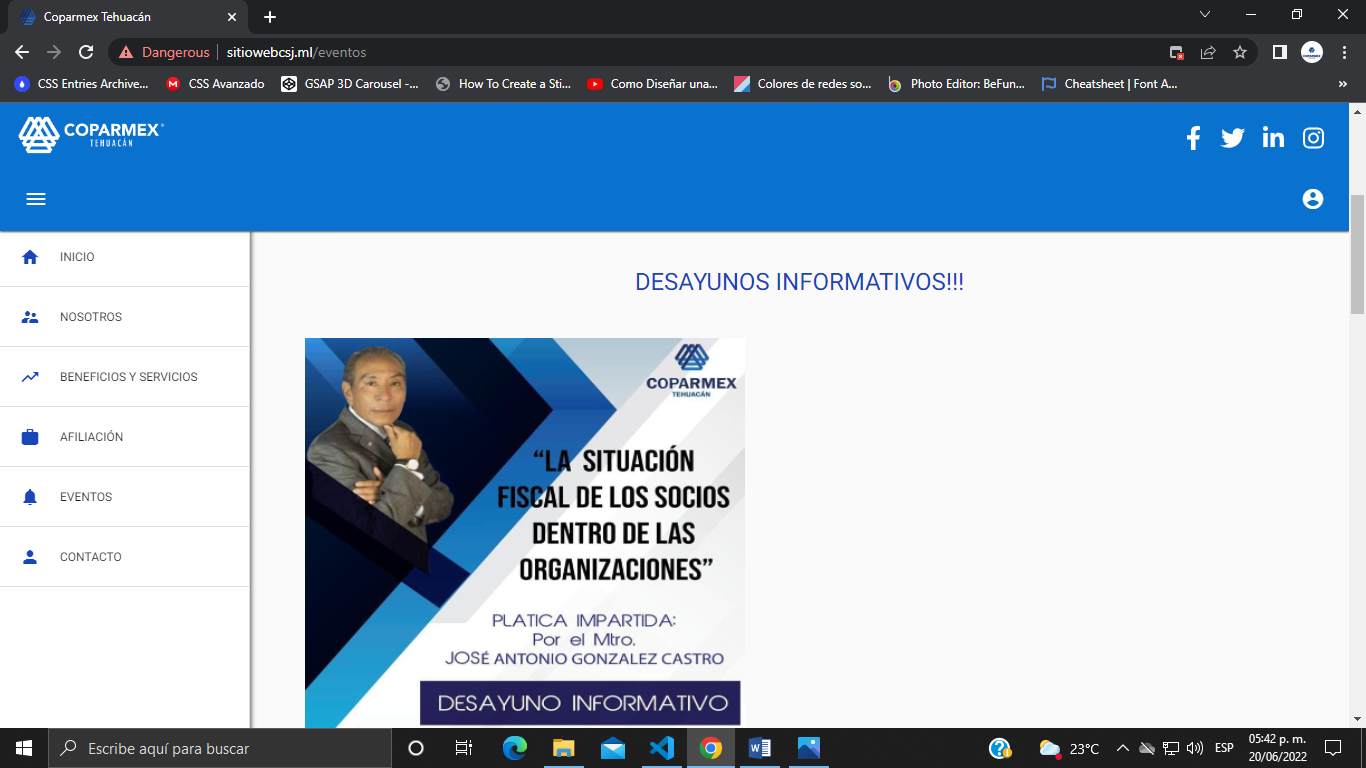 Coparmex Tehuacán
Dangerous
sitiowebcsj.ml/eventos
CSS Entries Archive...
CSS Avanzado
GSAP 3D Carousel -...
How To Create a Sti...
Como Diseñar una...
Colores de redes so...
Photo Editor: BeFun...
Cheatsheet | Font A...
»
COPARMEX
TEHUACÁN
INICIO
NOSOTROS
BENEFICIOS Y SERVICIOS
AFILIACIÓN
EVENTOS
CONTACTO
DESAYUNOS INFORMATIVOS!!!
COPARMEX
TEHUACÁN
“LA SITUACIÓN
FISCAL DE LOS SOCIOS
DENTRO DE LAS
ORGANIZACIONES”
PLATICA IMPARTIDA:
Por el Mtro.
JOSÉ ANTONIO GONZALEZ CASTRO
DESAYUNO INFORMATIVO
Escribe aquí para buscar
23°C
ESP
05:42 p. m.
20/06/2022